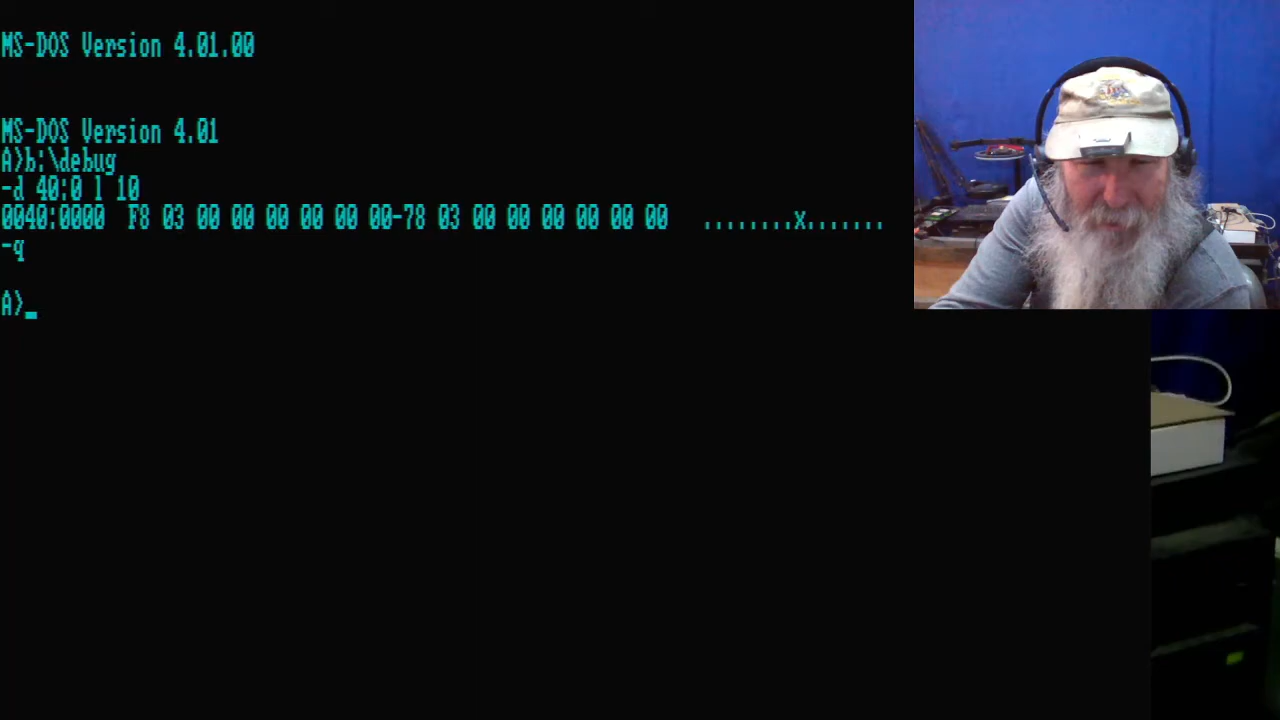 MS-DOS Version 4.01.00
MS-DOS Version 4.01
A>b:\debug
-d 40:0 l 10
0040:0000  F8 03 00 00 00 00 00 00-78 03 00 00 00 00 00 00   ........x.......
-q
A>_